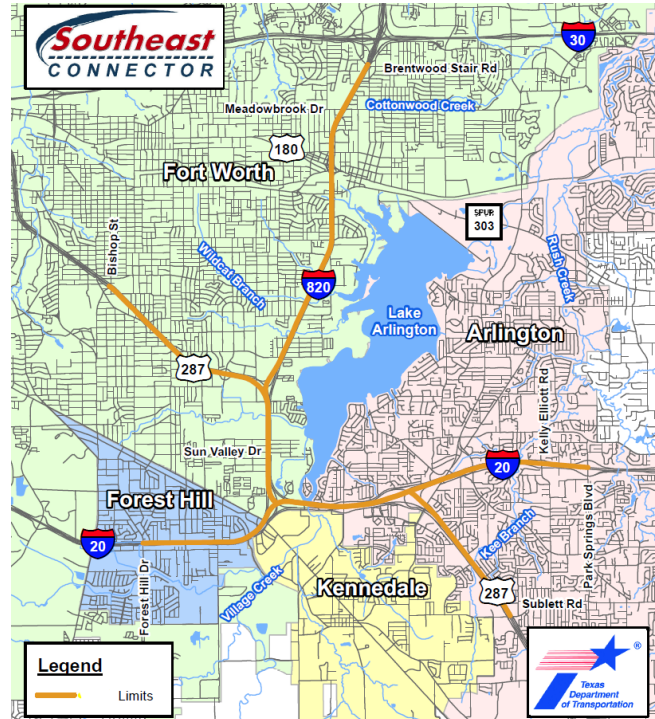 Southeast
CONNECTOR
30
Brentwood Stair Rd
Cottonwood Creek
Meadowbrook Dr
180
Fort Worth
SPUR
303
Bishop St
Wildcat Branch
Rush Creek
820
Lake
Arlington
Arlington
287
Kelly Elliott Rd
Sun Valley Dr
20
Forest Hill
Park Springs Blvd
20
Kee Branch
Forest Hill Dr
Village Creek
Kennedale
287
Sublett Rd
Legend
Limits
®
Texas
Department
of Transportation